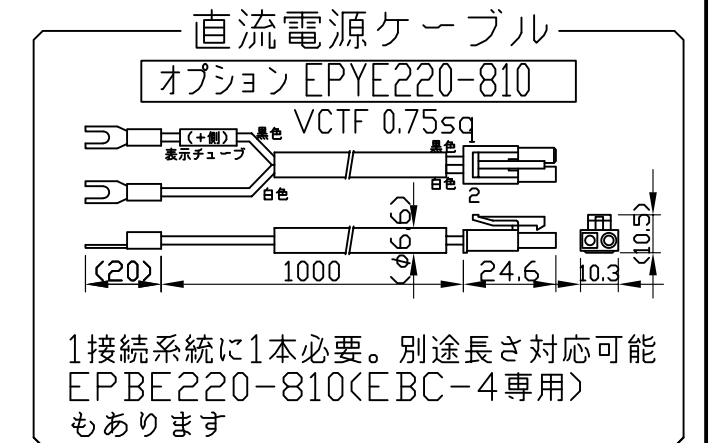 直流電源ケーブル
オプション EPYE220-810
VCTF 0.75sq
(+側)
黒色
表示チューブ
白色
黒色
1
白色
2
(20)
1000
(φ6.6)
24.6
10.3
(10.5)
1接続系統に1本必要。別途長さ対応可能
EPBE220-810(EBC-4専用)
もあります